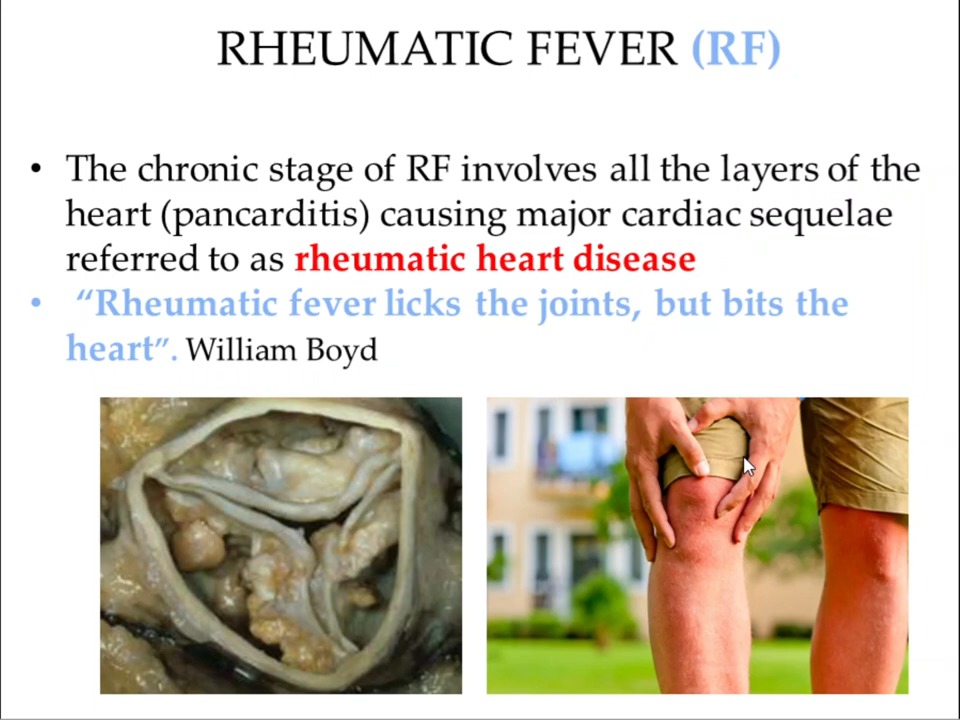 RHEUMATIC FEVER (RF)
• The chronic stage of RF involves all the layers of the
heart (pancarditis) causing major cardiac sequelae
referred to as rheumatic heart disease
• “Rheumatic fever licks the joints, but bits the
heart”. William Boyd